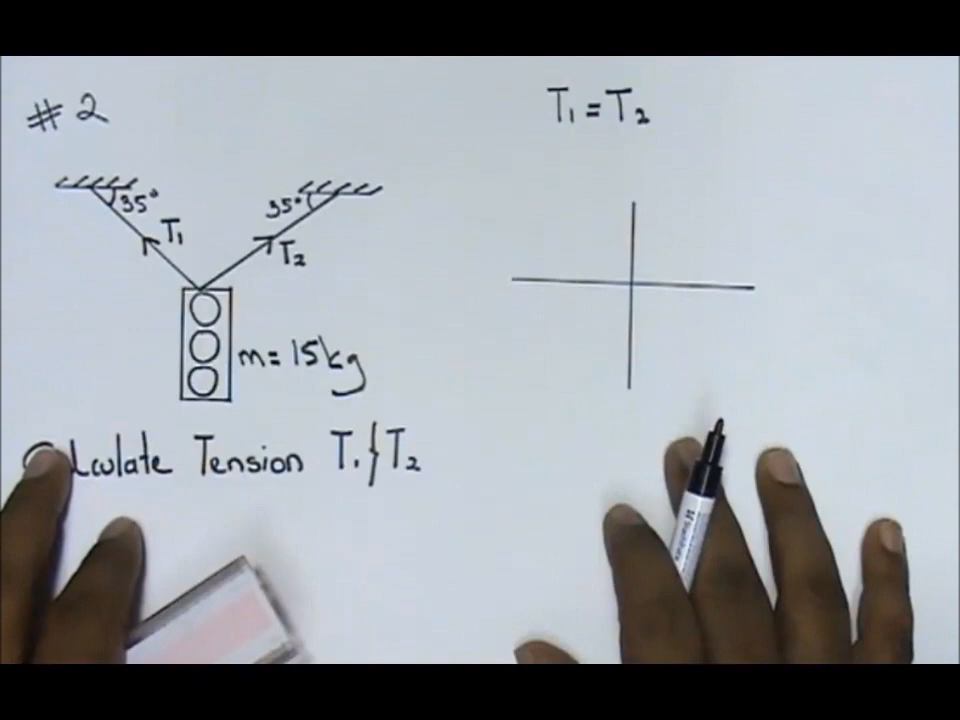 #2
T₁ = T₂
35°
35°
T₁
T₂
m = 15kg
Calculate Tension T₁ & T₂